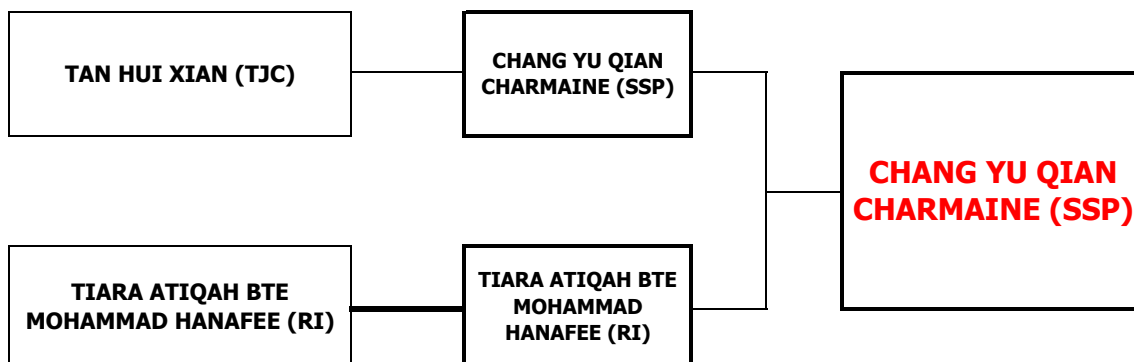 TAN HUI XIAN (TJC)
CHANG YU QIAN
CHARMAINE (SSP)
CHANG YU QIAN
CHARMAINE (SSP)
TIARA ATIQAH BTE
MOHAMMAD HANAFEE (RI)
TIARA ATIQAH BTE
MOHAMMAD
HANAFEE (RI)